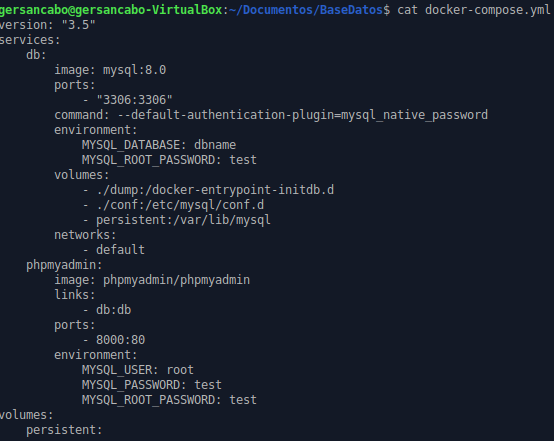 gersancabo@gersancabo-VirtualBox:~/Documentos/BaseDatos$ cat docker-compose.yml
version: "3.5"
services:
    db:
        image: mysql:8.0
        ports:
            - "3306:3306"
        command: --default-authentication-plugin=mysql_native_password
        environment:
            MYSQL_DATABASE: dbname
            MYSQL_ROOT_PASSWORD: test
        volumes:
            - ./dump:/docker-entrypoint-initdb.d
            - ./conf:/etc/mysql/conf.d
            - persistent:/var/lib/mysql
        networks:
            - default
    phpmyadmin:
        image: phpmyadmin/phpmyadmin
        links:
            - db:db
        ports:
            - 8000:80
        environment:
            MYSQL_USER: root
            MYSQL_PASSWORD: test
            MYSQL_ROOT_PASSWORD: test
volumes:
    persistent: